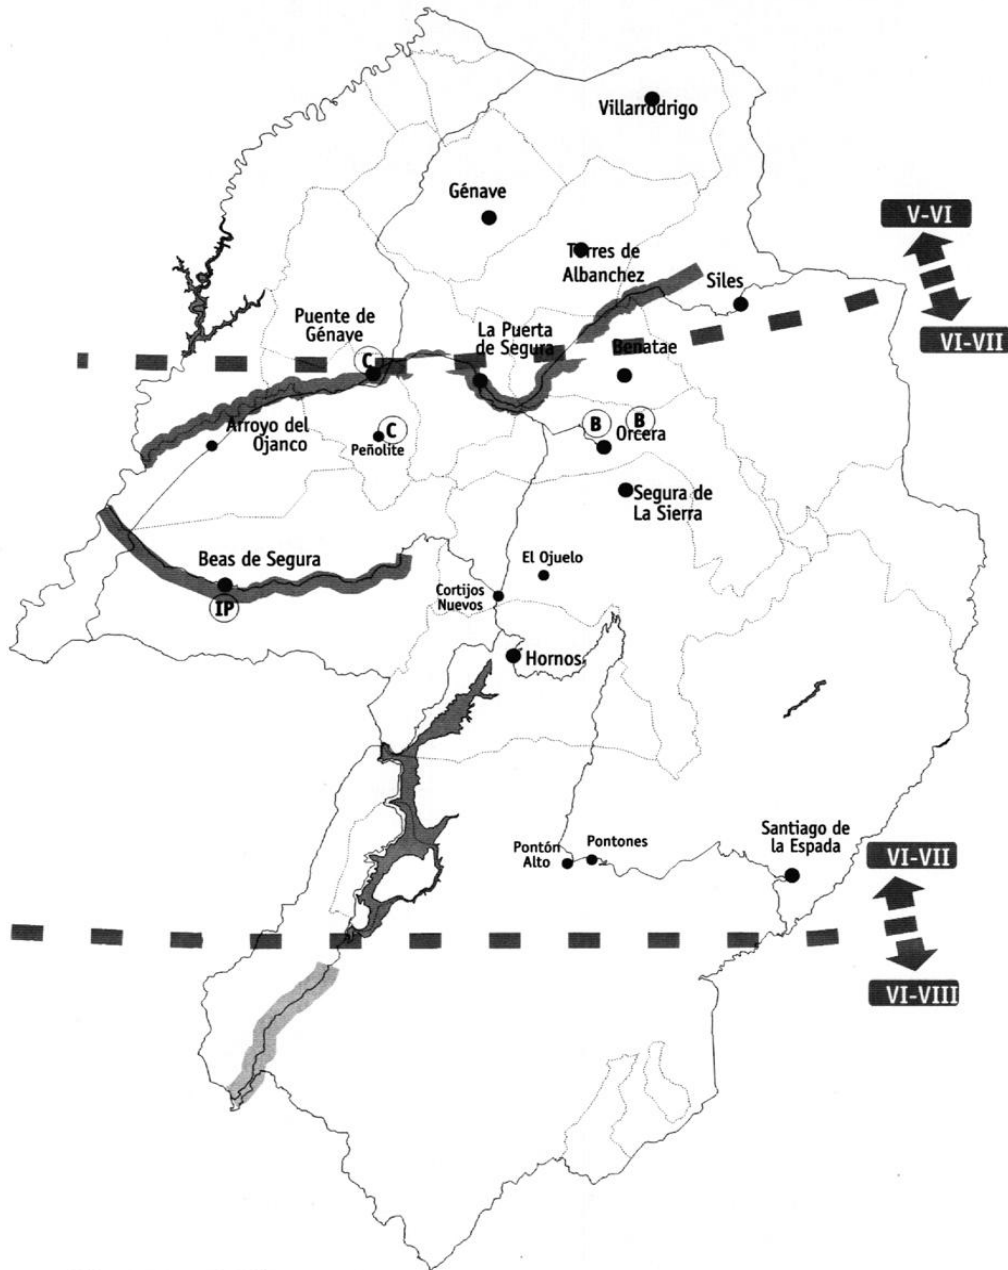 Villarrodrigo
Génave
V-VI
Torres de
Albanchez
Siles
Puente de
Génave
La Puerta
de Segura
VI-VII
Benatae
C
Arroyo del
Ojanco
C
Peñolite
B
B
Orcera
Segura de
La Sierra
Beas de Segura
IP
El Ojuelo
Cortijos
Nuevos
Hornos
Pontón
Alto
Pontones
Santiago de
la Espada
VI-VII
VI-VIII